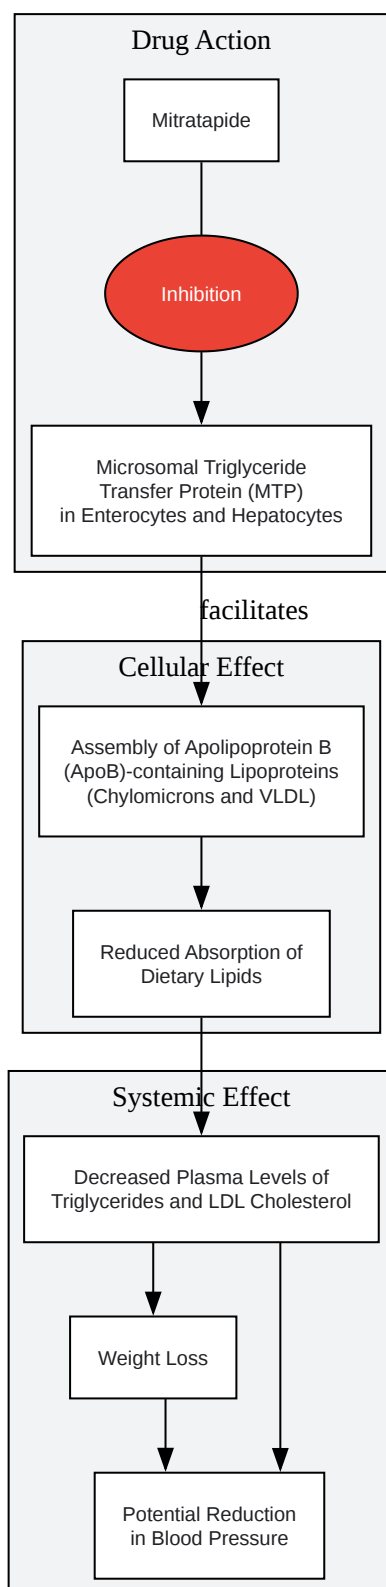 Drug Action
Mitratapide
Inhibition
Microsomal Triglyceride
Transfer Protein (MTP)
in Enterocytes and Hepatocytes
facilitates
Cellular Effect
Assembly of Apolipoprotein B
(ApoB)-containing Lipoproteins
(Chylomicrons and VLDL)
Reduced Absorption of
Dietary Lipids
Systemic Effect
Decreased Plasma Levels of
Triglycerides and LDL Cholesterol
Weight Loss
Potential Reduction
in Blood Pressure